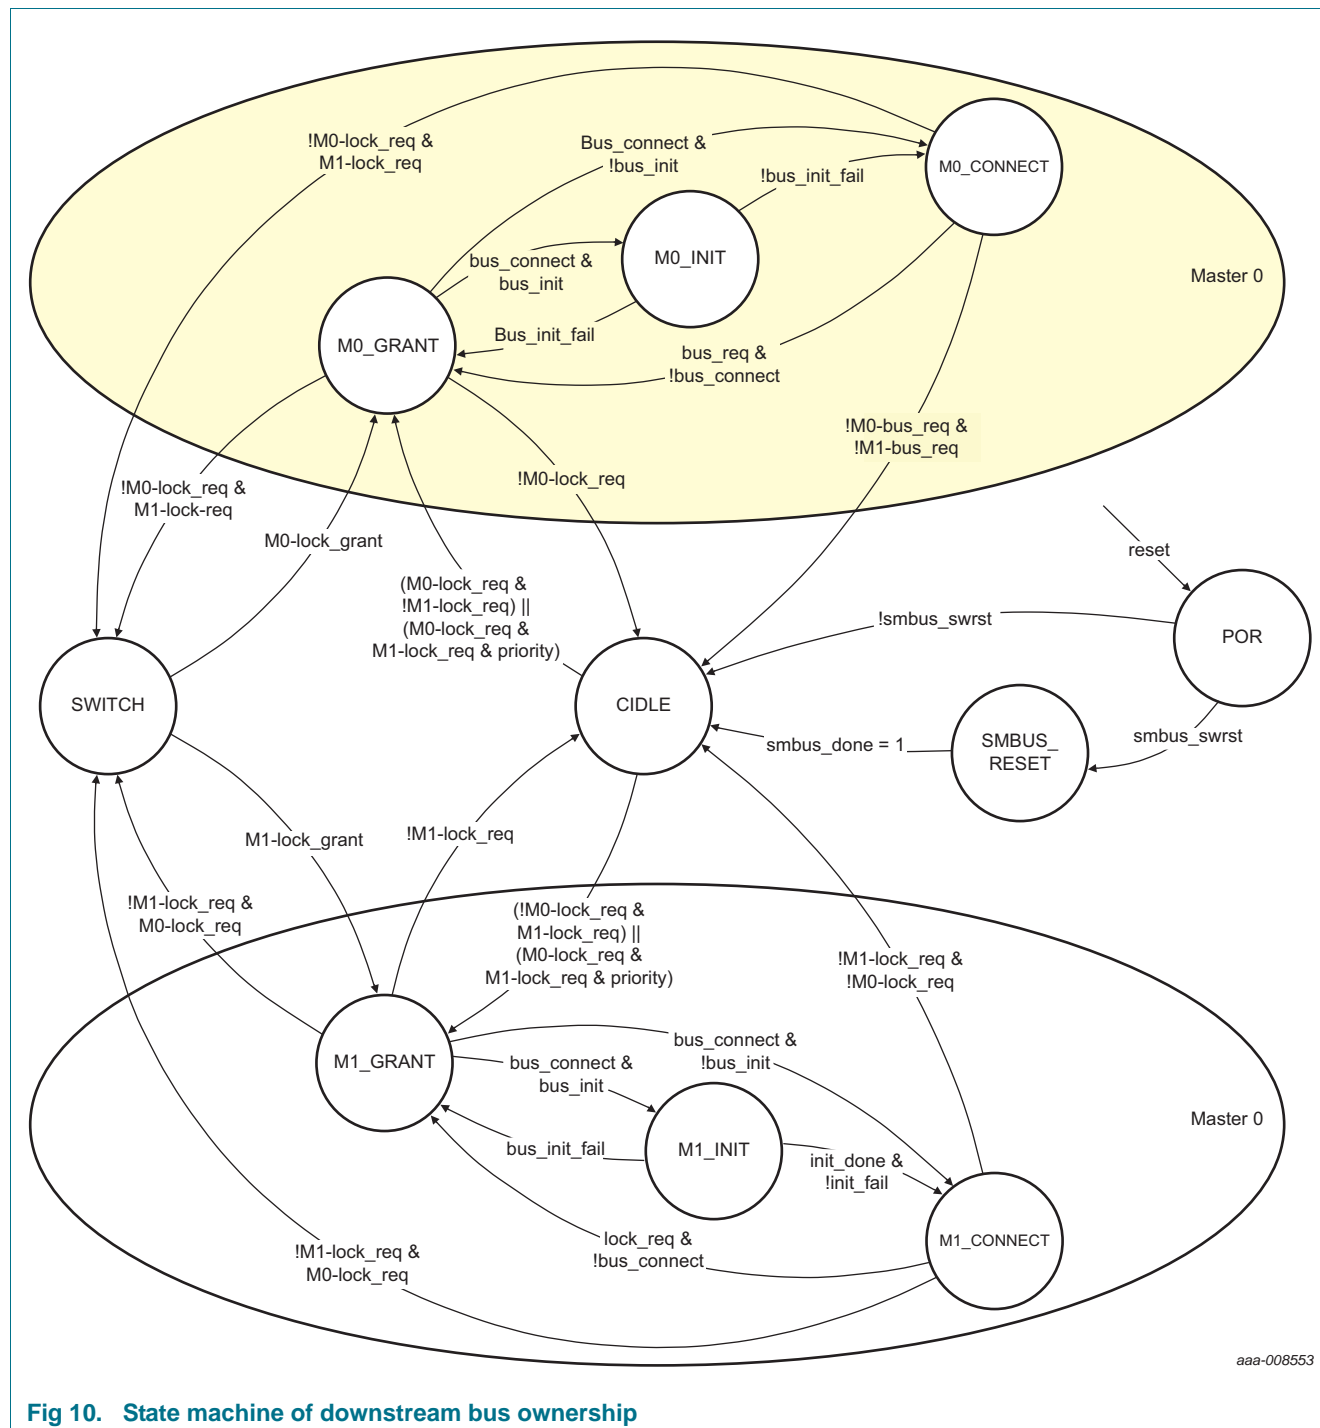 !M0-lock_req &
M1-lock_req
Bus_connect &
!bus_init
!bus_init_fail
M0_CONNECT
bus_connect &
bus_init
M0_INIT
Master 0
M0_GRANT
Bus_init_fail
bus_req &
!bus_connect
!M0-bus_req &
!M1-bus_req
!M0-lock_req &
M1-lock-req
!M0-lock_req
M0-lock_grant
reset
(M0-lock_req &
!M1-lock_req) ||
(M0-lock_req &
M1-lock_req & priority)
!smbus_swrst
POR
SWITCH
CIDLE
smbus_done = 1
SMBUS_
RESET
smbus_swrst
M1-lock_grant
!M1-lock_req
!M1-lock_req &
M0-lock_req
(!M0-lock_req &
M1-lock_req) ||
(M0-lock_req &
M1-lock_req & priority)
!M1-lock_req &
!M0-lock_req
M1_GRANT
bus_connect &
!bus_init
bus_connect &
bus_init
Master 0
bus_init_fail
M1_INIT
init_done &
!init_fail
lock_req &
!bus_connect
M1_CONNECT
!M1-lock_req &
M0-lock_req
aaa-008553
Fig 10. State machine of downstream bus ownership